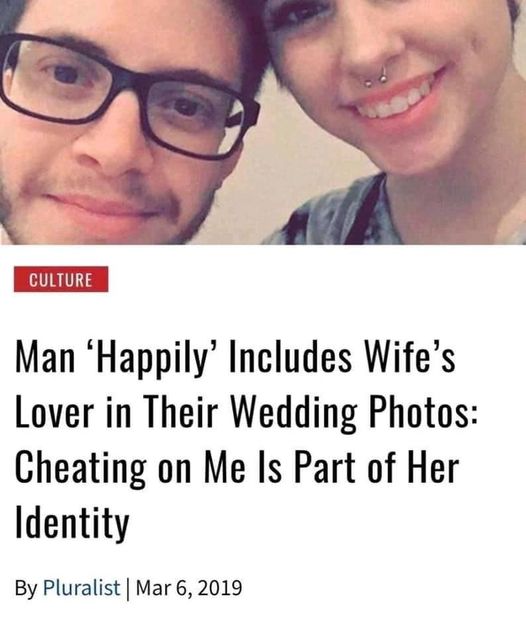 CULTURE
Man ‘Happily’ Includes Wife’s
Lover in Their Wedding Photos:
Cheating on Me Is Part of Her
Identity
By Pluralist | Mar 6, 2019